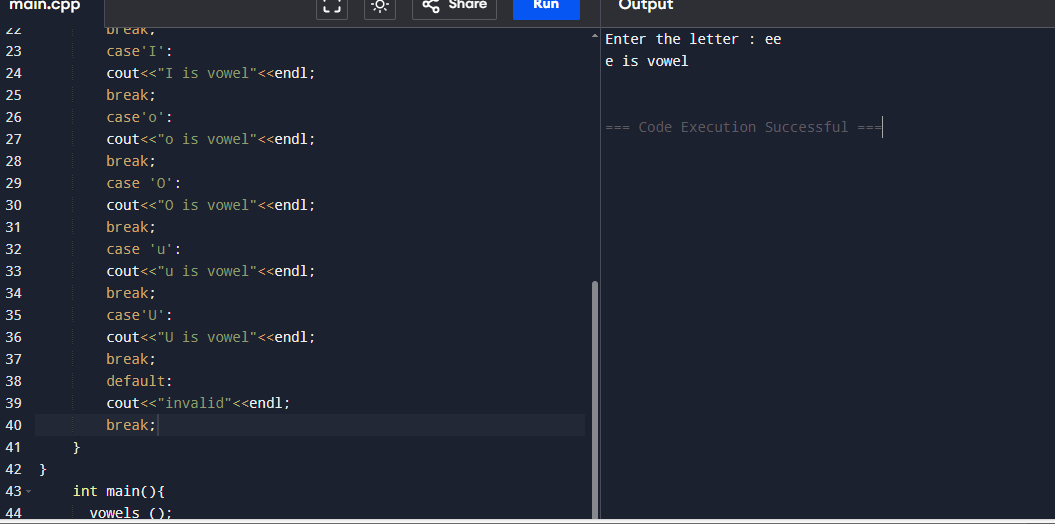 main.cpp
Share
Run
Output
22 break;
23 case'I':
24 cout<<"I is vowel"<<endl;
25 break;
26 case'o':
27 cout<<"o is vowel"<<endl;
28 break;
29 case 'O':
30 cout<<"O is vowel"<<endl;
31 break;
32 case 'u':
33 cout<<"u is vowel"<<endl;
34 break;
35 case'U':
36 cout<<"U is vowel"<<endl;
37 break;
38 default:
39 cout<<"invalid"<<endl;
40 break;
41 }
42 }
43 int main(){
44 vowels ();
Enter the letter : ee
e is vowel
=== Code Execution Successful ===